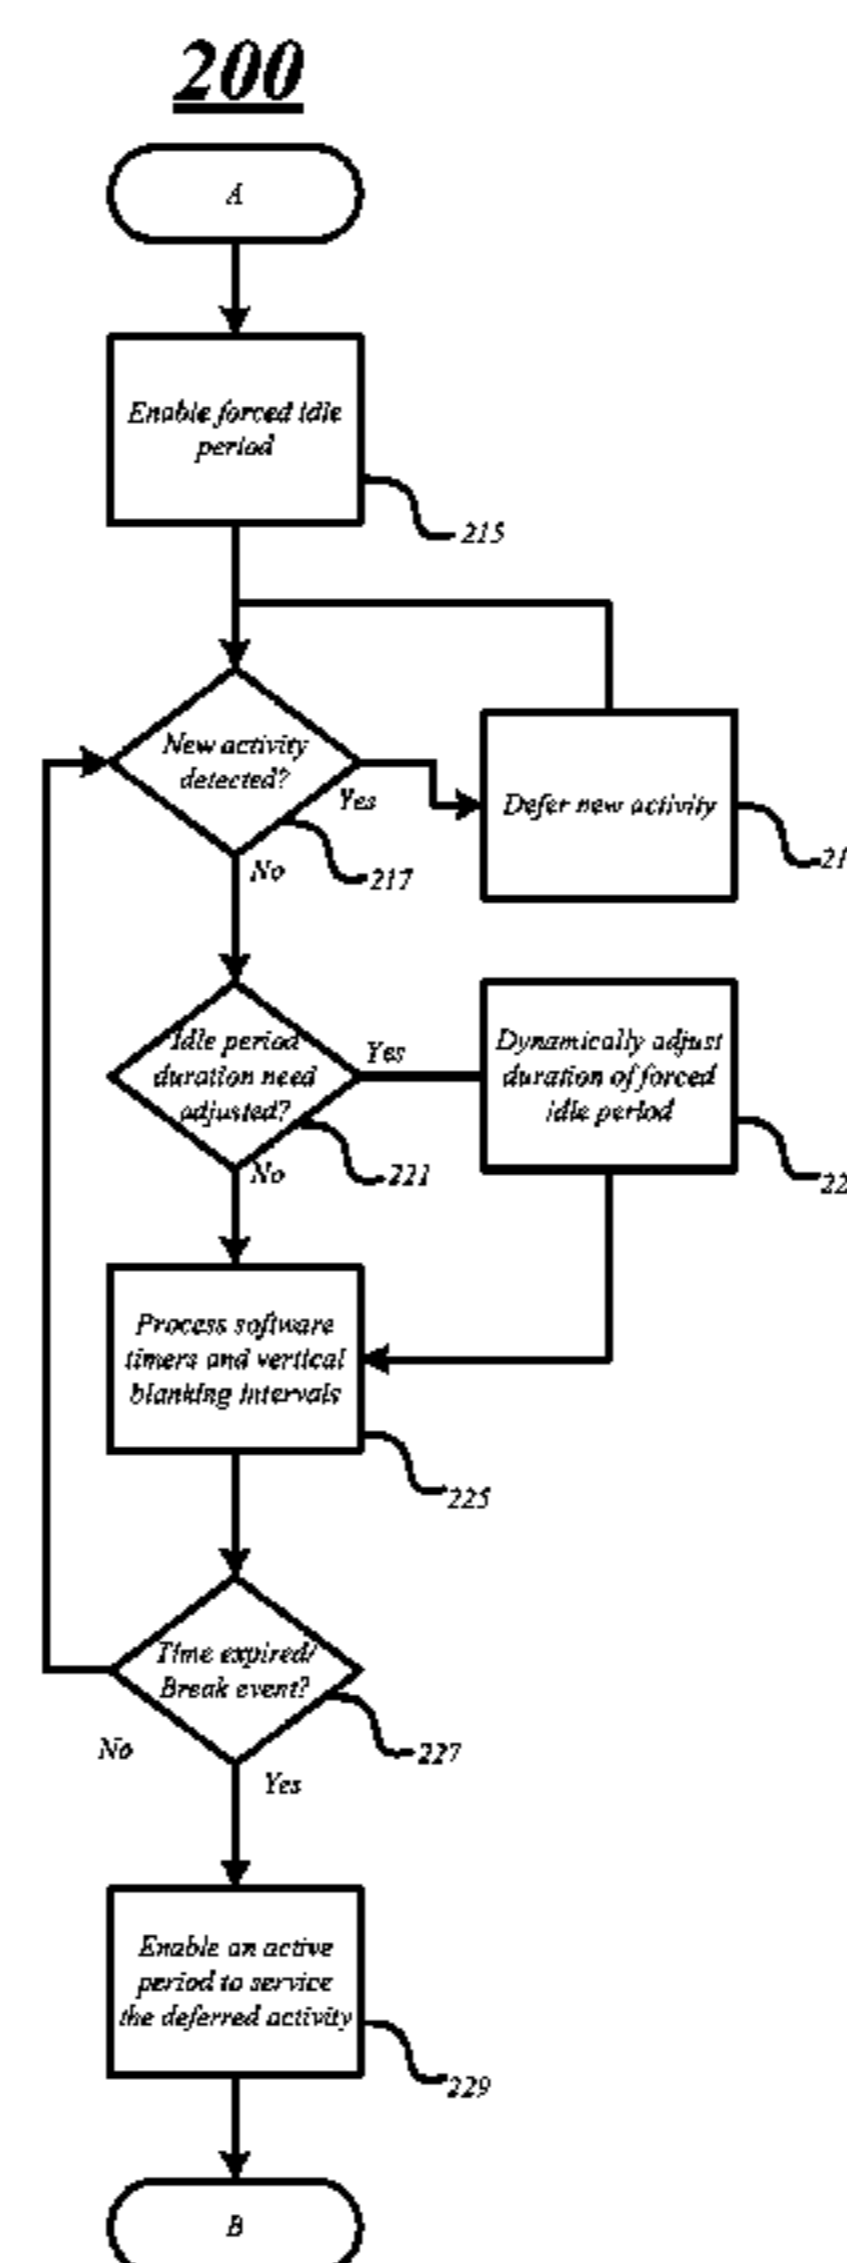 200
A
Enable forced idle
period
215
New activity
detected?
Yes
Defer new activity
21
No
217
Idle period
duration need
adjusted?
Yes
Dynamically adjust
duration of forced
idle period
22
No
221
Process software
timers and vertical
blanking intervals
225
Time expired/
Break event?
227
No
Yes
Enable an active
period to service
the deferred activity
229
B